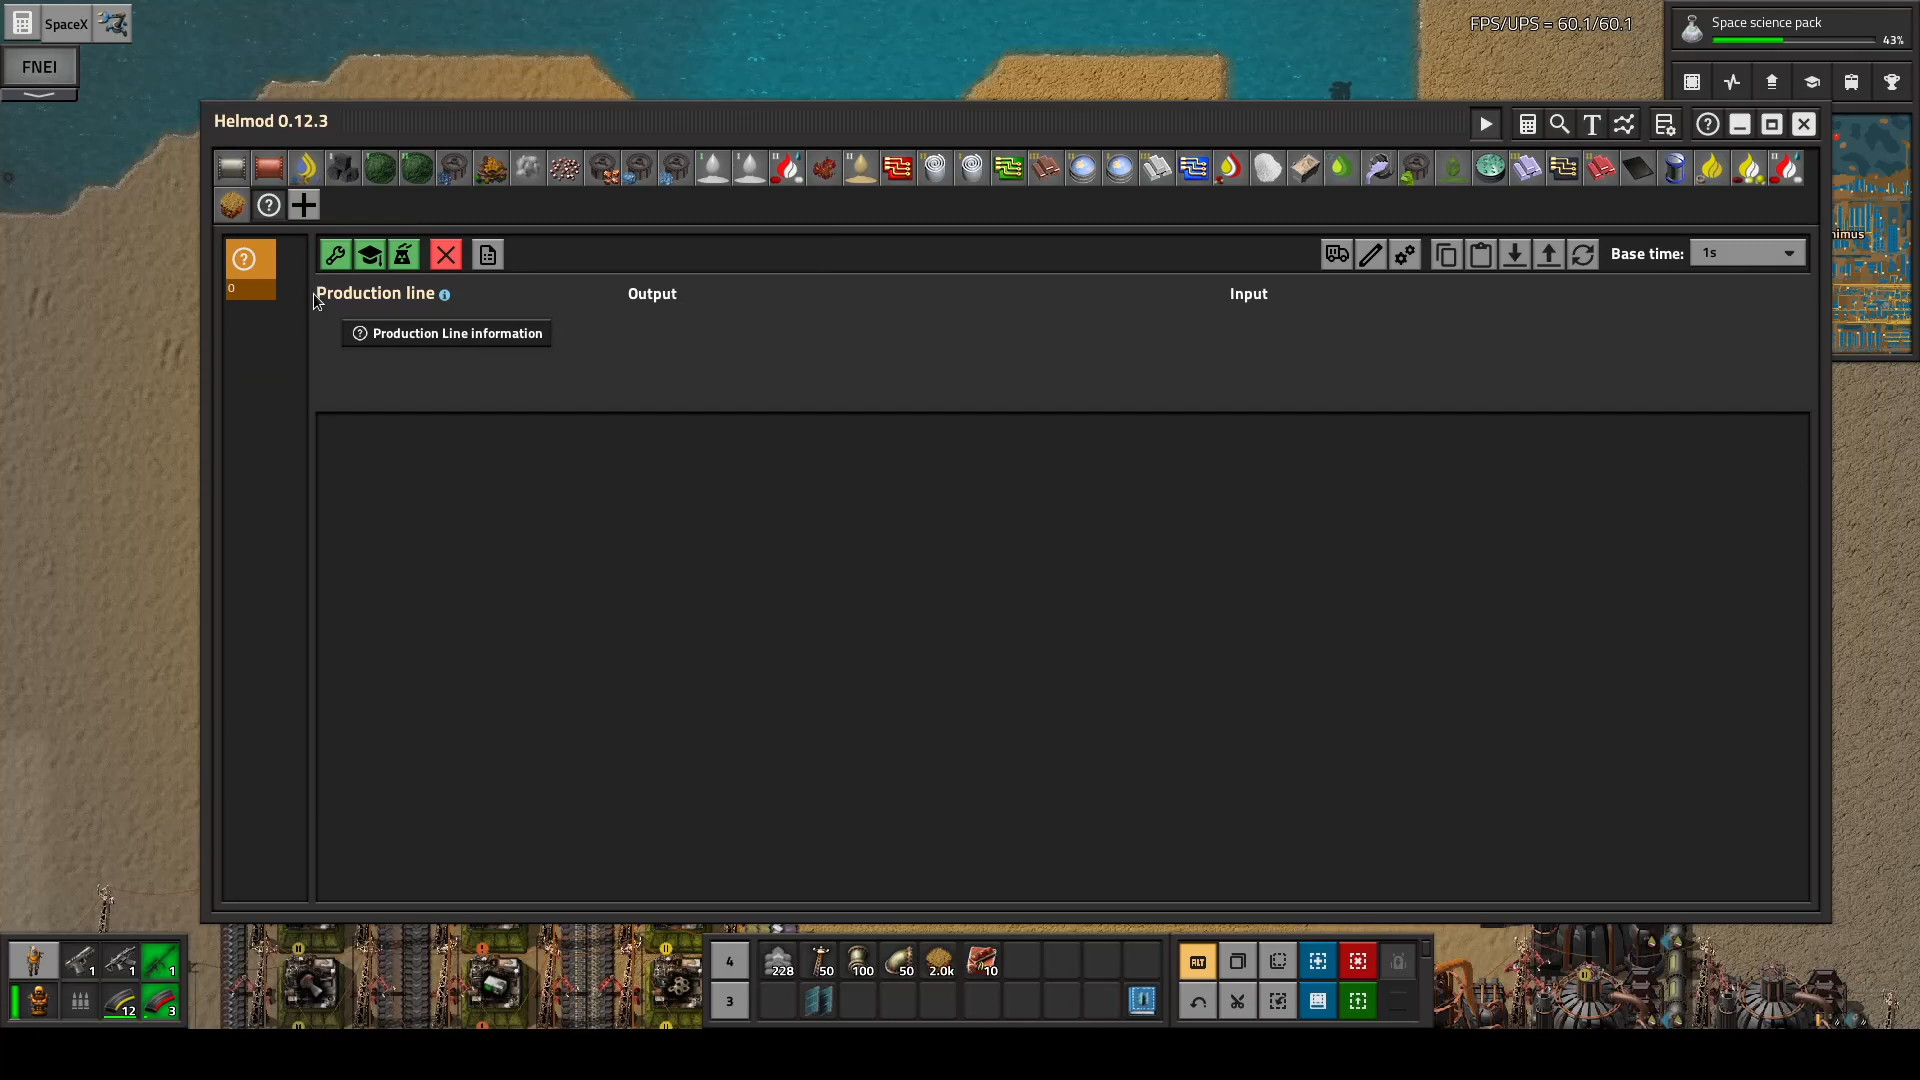 SpaceX
FPS/UPS = 60.1/60.1
Space science pack
43%
FNEI
Helmod 0.12.3
Base time:
1s
0
Production line
Output
Input
Production Line information
nimus
1
1
1
12
3
4
228
50
100
50
2.0k
10
3
ALT